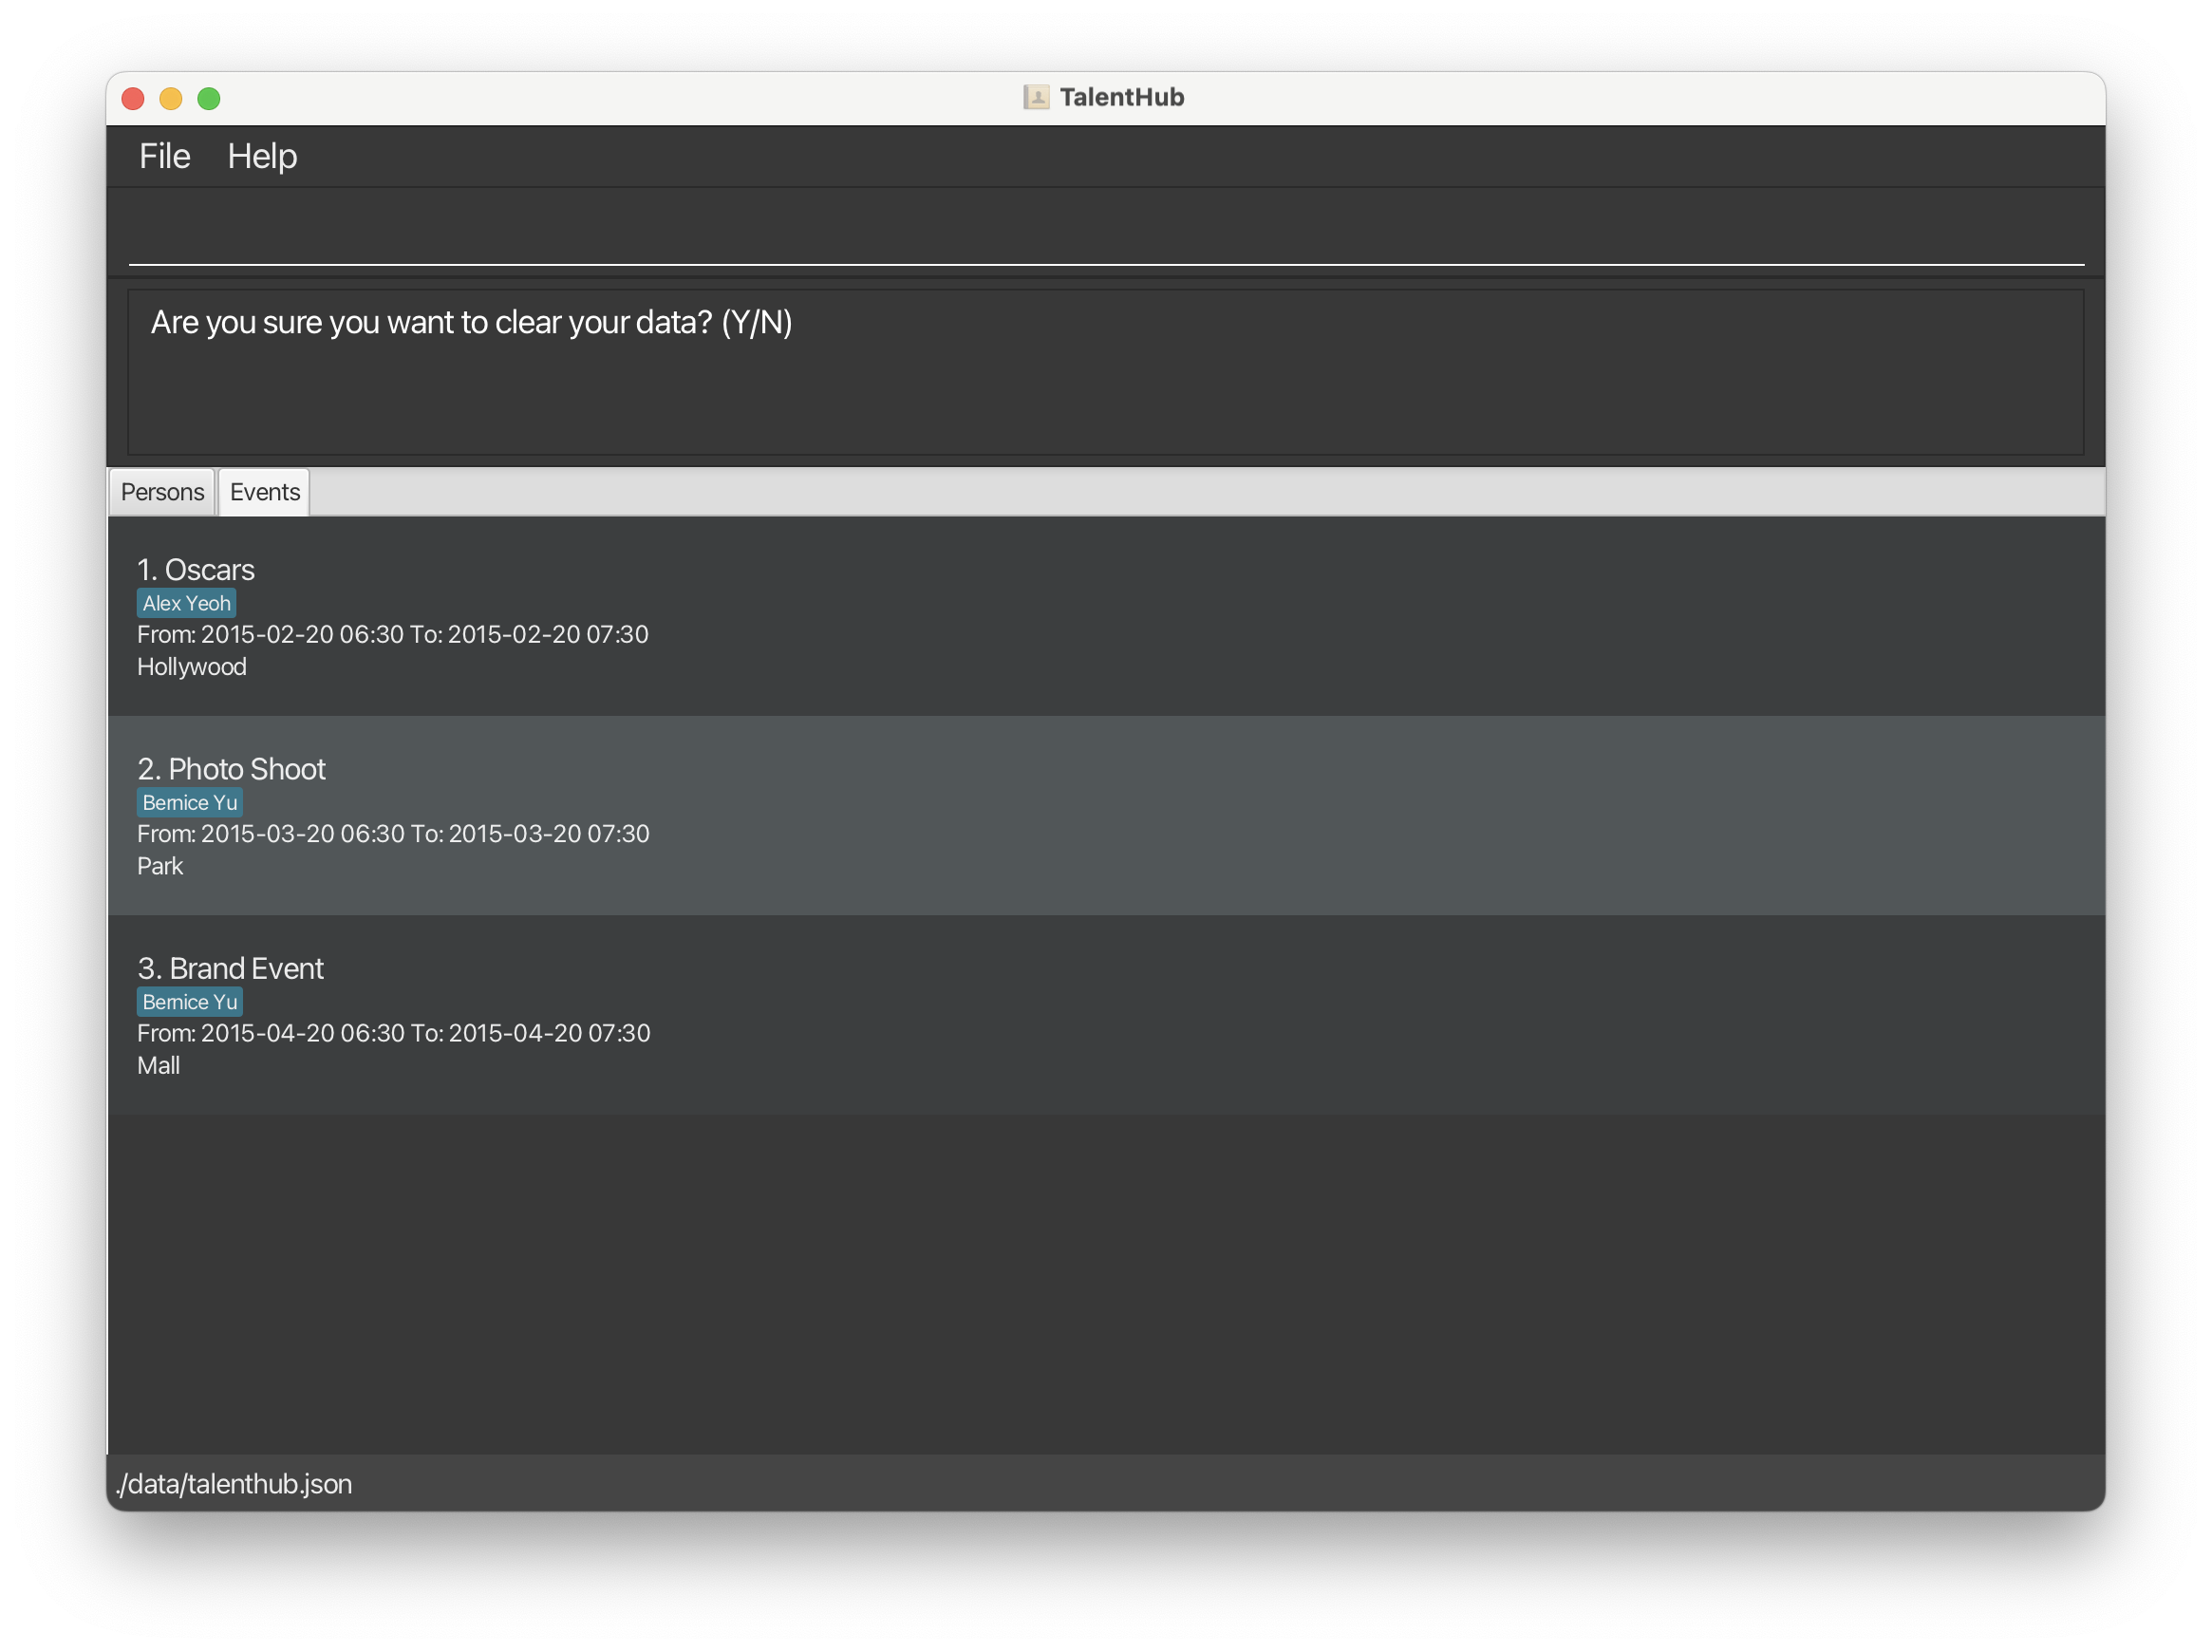 TalentHub
File Help
Are you sure you want to clear your data? (Y/N)
Persons Events
1. Oscars
Alex Yeoh
From: 2015-02-20 06:30 To: 2015-02-20 07:30
Hollywood
2. Photo Shoot
Bernice Yu
From: 2015-03-20 06:30 To: 2015-03-20 07:30
Park
3. Brand Event
Bernice Yu
From: 2015-04-20 06:30 To: 2015-04-20 07:30
Mall
./data/talenthub.json